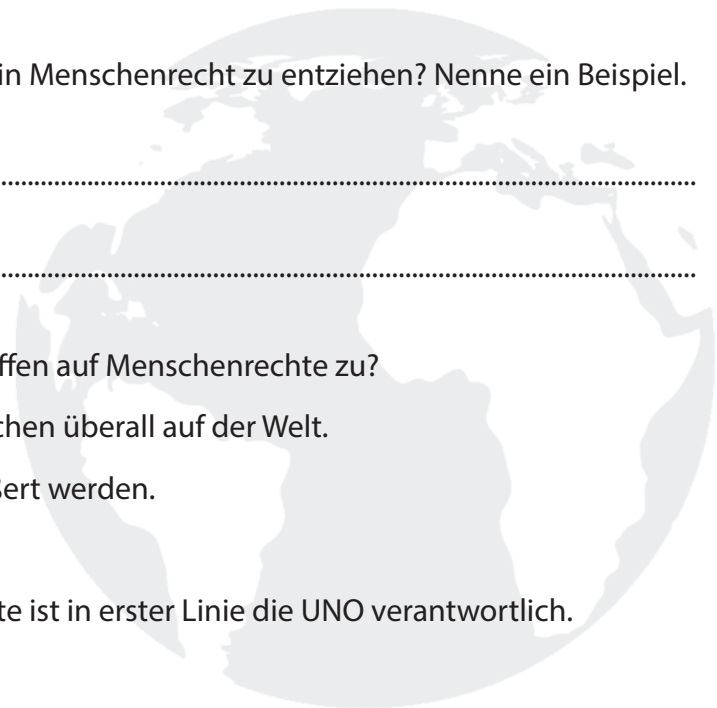 in Menschenrecht zu entziehen? Nenne ein Beispiel.
................................................................................
................................................................................
ffen auf Menschenrechte zu?
chen überall auf der Welt.
ert werden.
te ist in erster Linie die UNO verantwortlich.